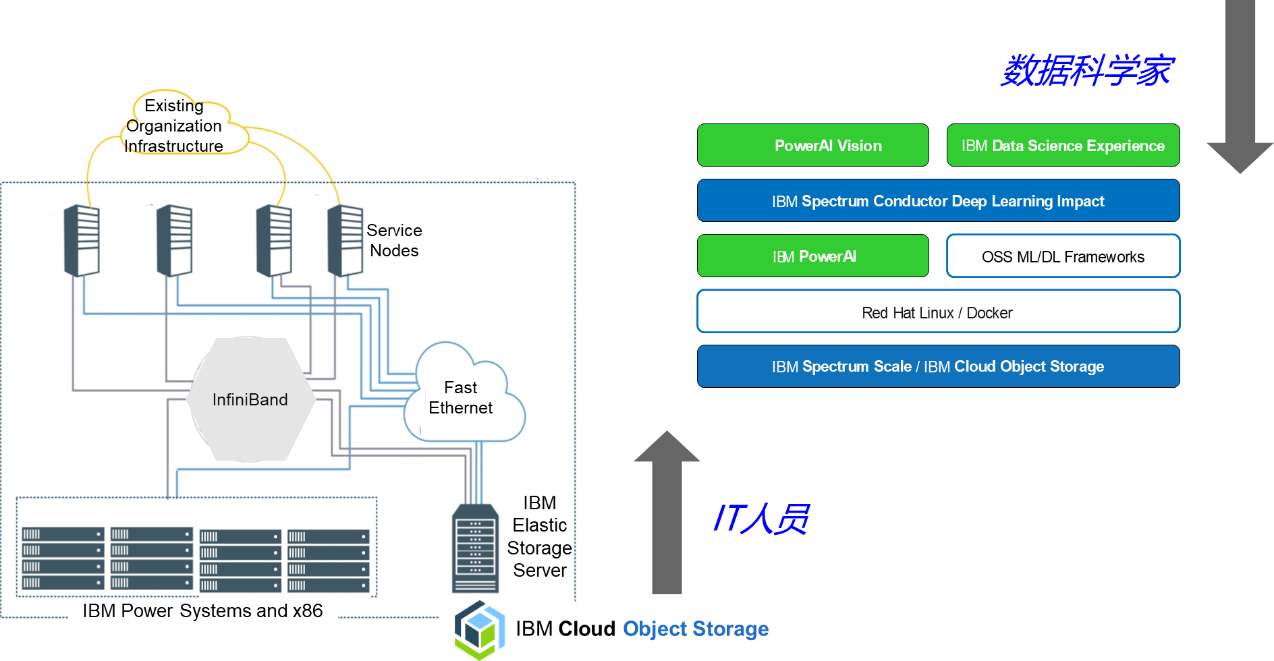 Existing
Organization
Infrastructure
Service
Nodes
InfiniBand
Fast
Ethernet
IBM
Elastic
Storage
Server
IBM Power Systems and x86
IBM Cloud Object Storage
数据科学家
PowerAI Vision
IBM Data Science Experience
IBM Spectrum Conductor Deep Learning Impact
IBM PowerAI
OSS ML/DL Frameworks
Red Hat Linux / Docker
IBM Spectrum Scale / IBM Cloud Object Storage
IT人员